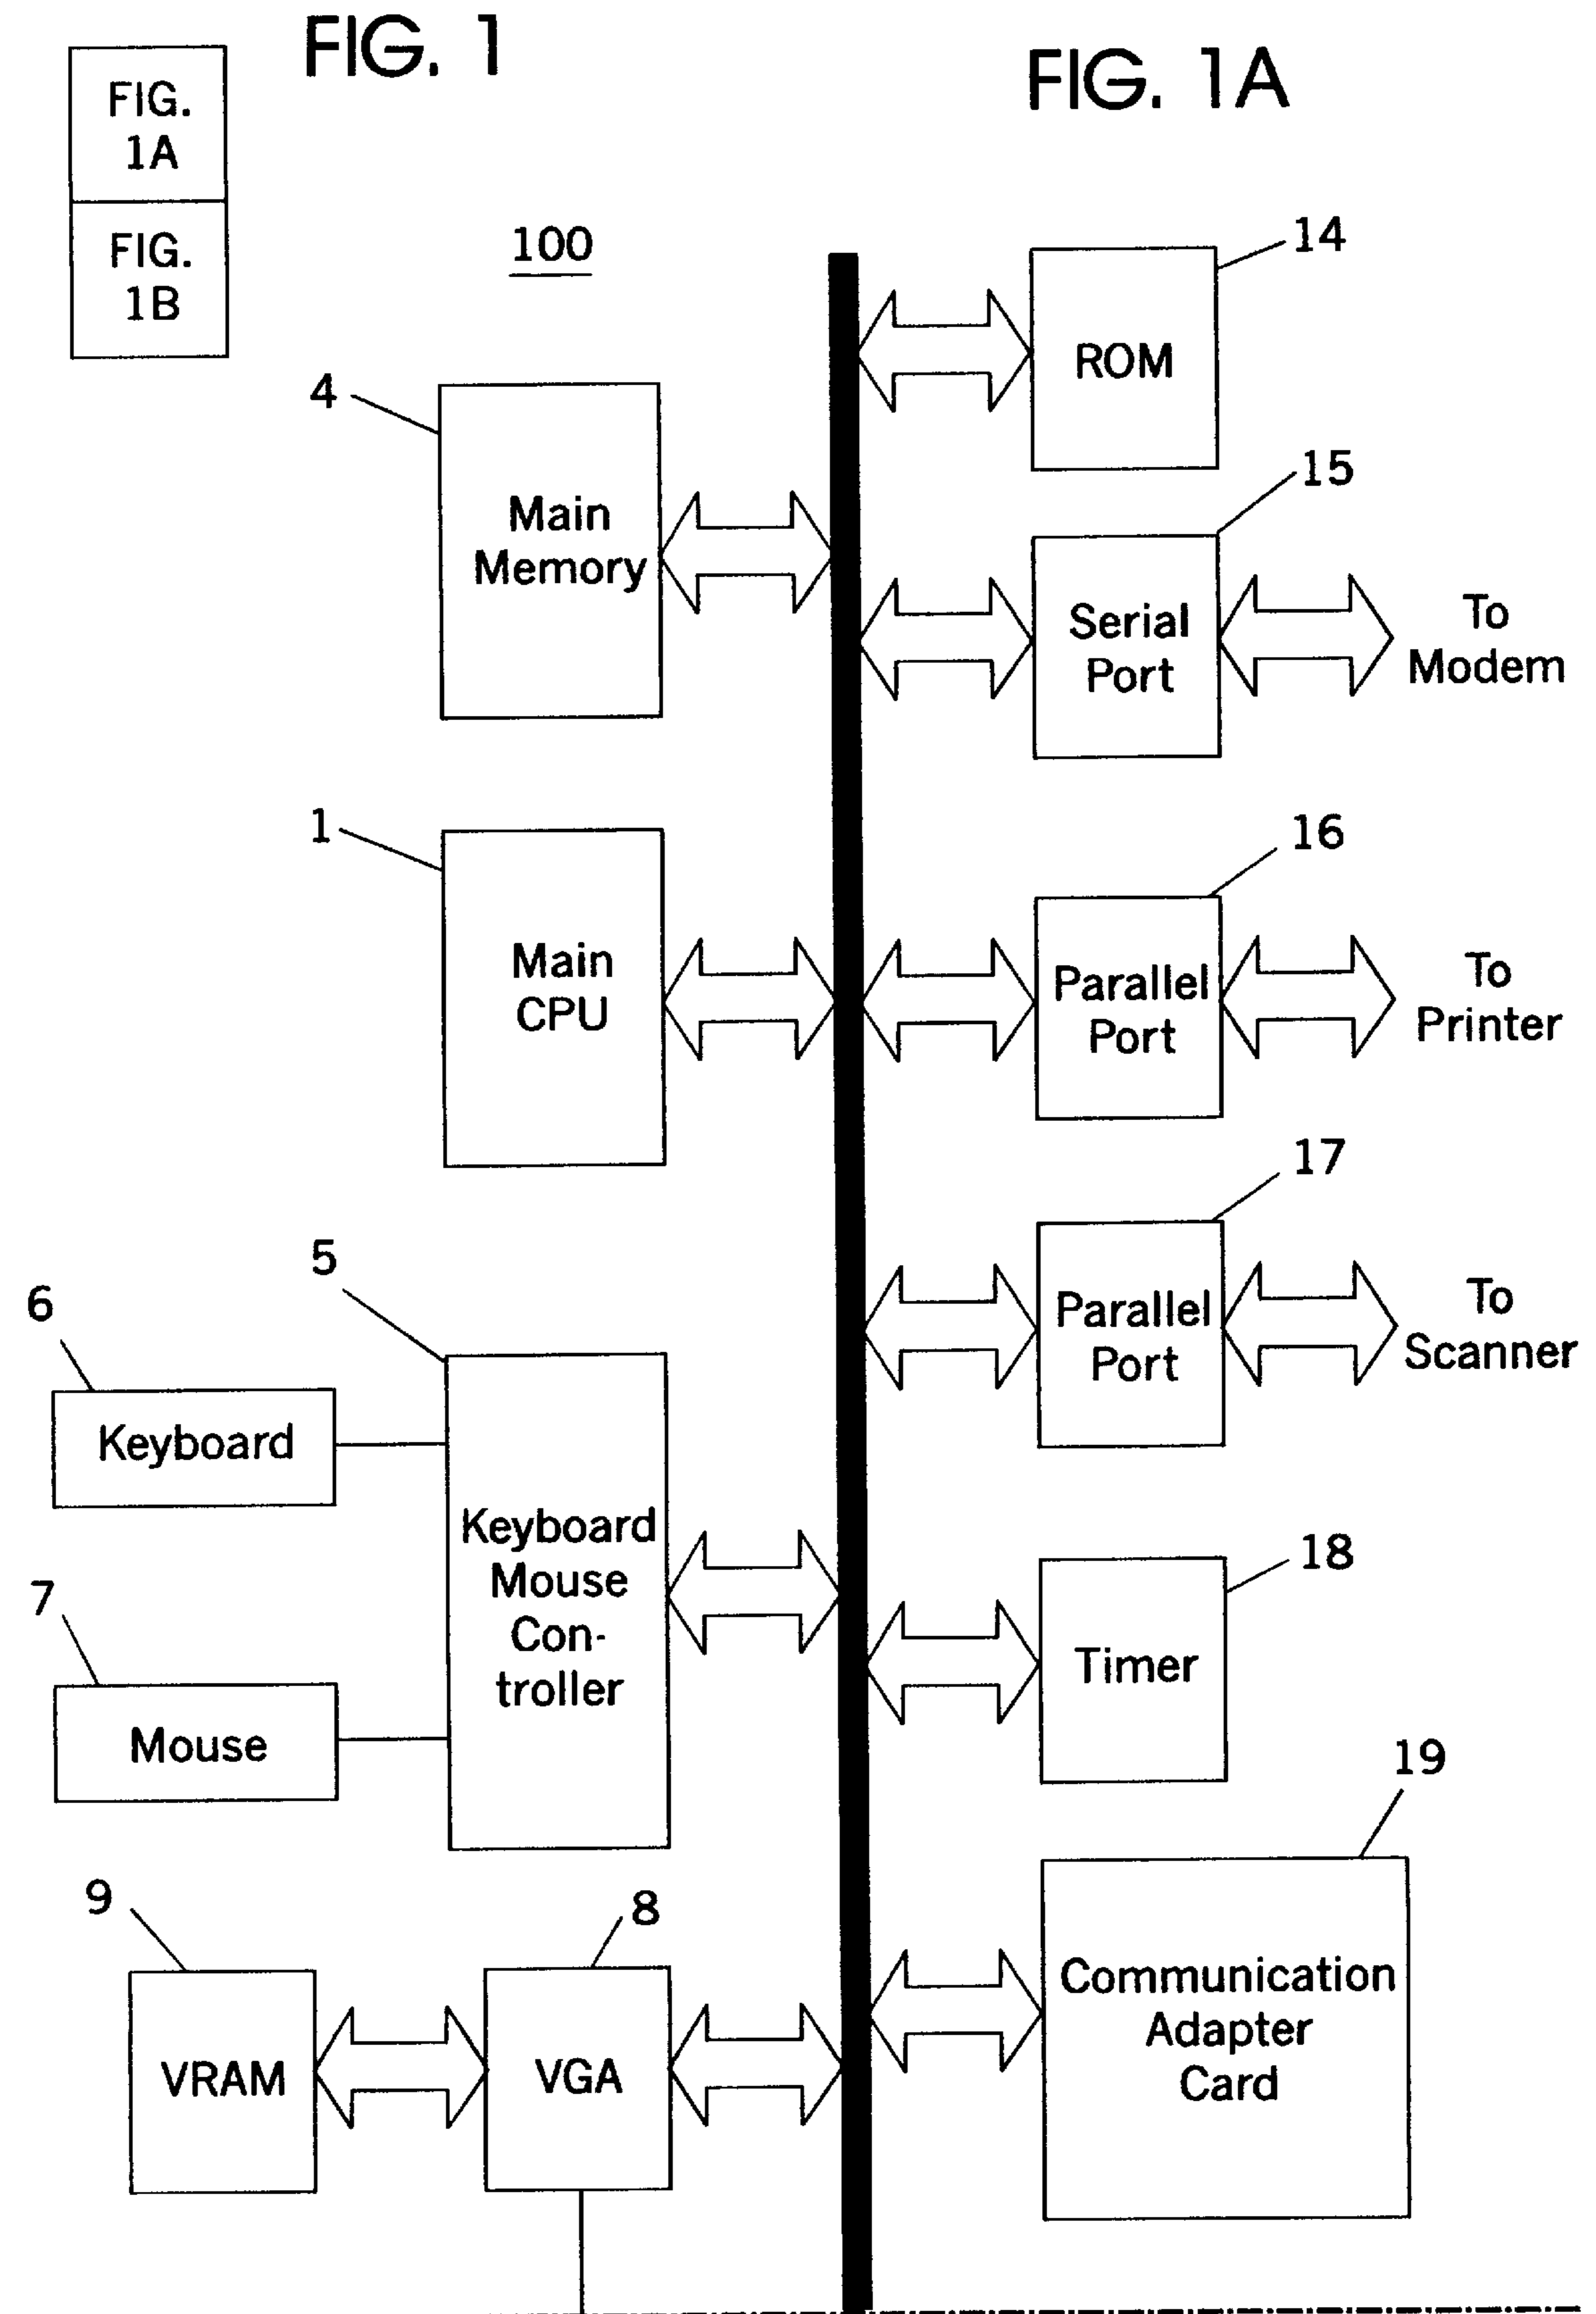 FIG. 1
FIG. 1A
FIG.
1A
FIG.
1B
100
14
ROM
4
Main
Memory
15
Serial
Port
To
Modem
1
Main
CPU
16
Parallel
Port
To
Printer
17
Parallel
Port
To
Scanner
5
6
Keyboard
Keyboard
Mouse
Con-
troller
7
Mouse
18
Timer
19
Communication
Adapter
Card
9
VRAM
8
VGA